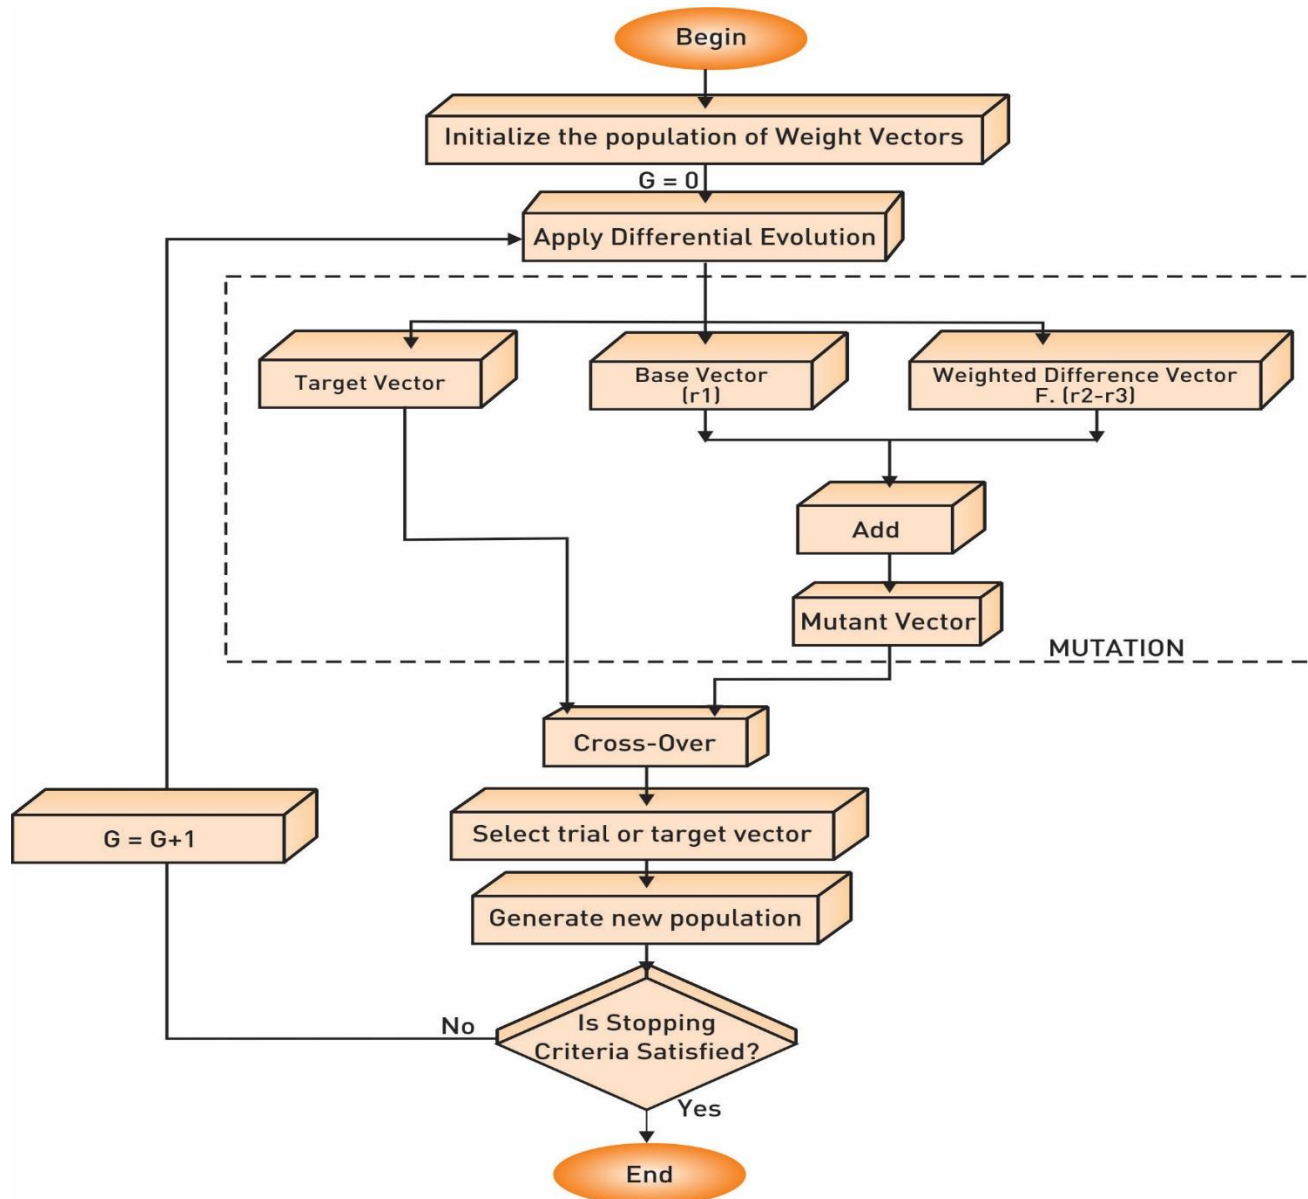 Begin
Initialize the population of Weight Vectors
G = 0
Apply Differential Evolution
Target Vector
Base Vector
(r1)
Weighted Difference Vector
F. (r2-r3)
Add
Mutant Vector
MUTATION
Cross-Over
Select trial or target vector
G = G+1
Generate new population
No
Is Stopping
Criteria Satisfied?
Yes
End